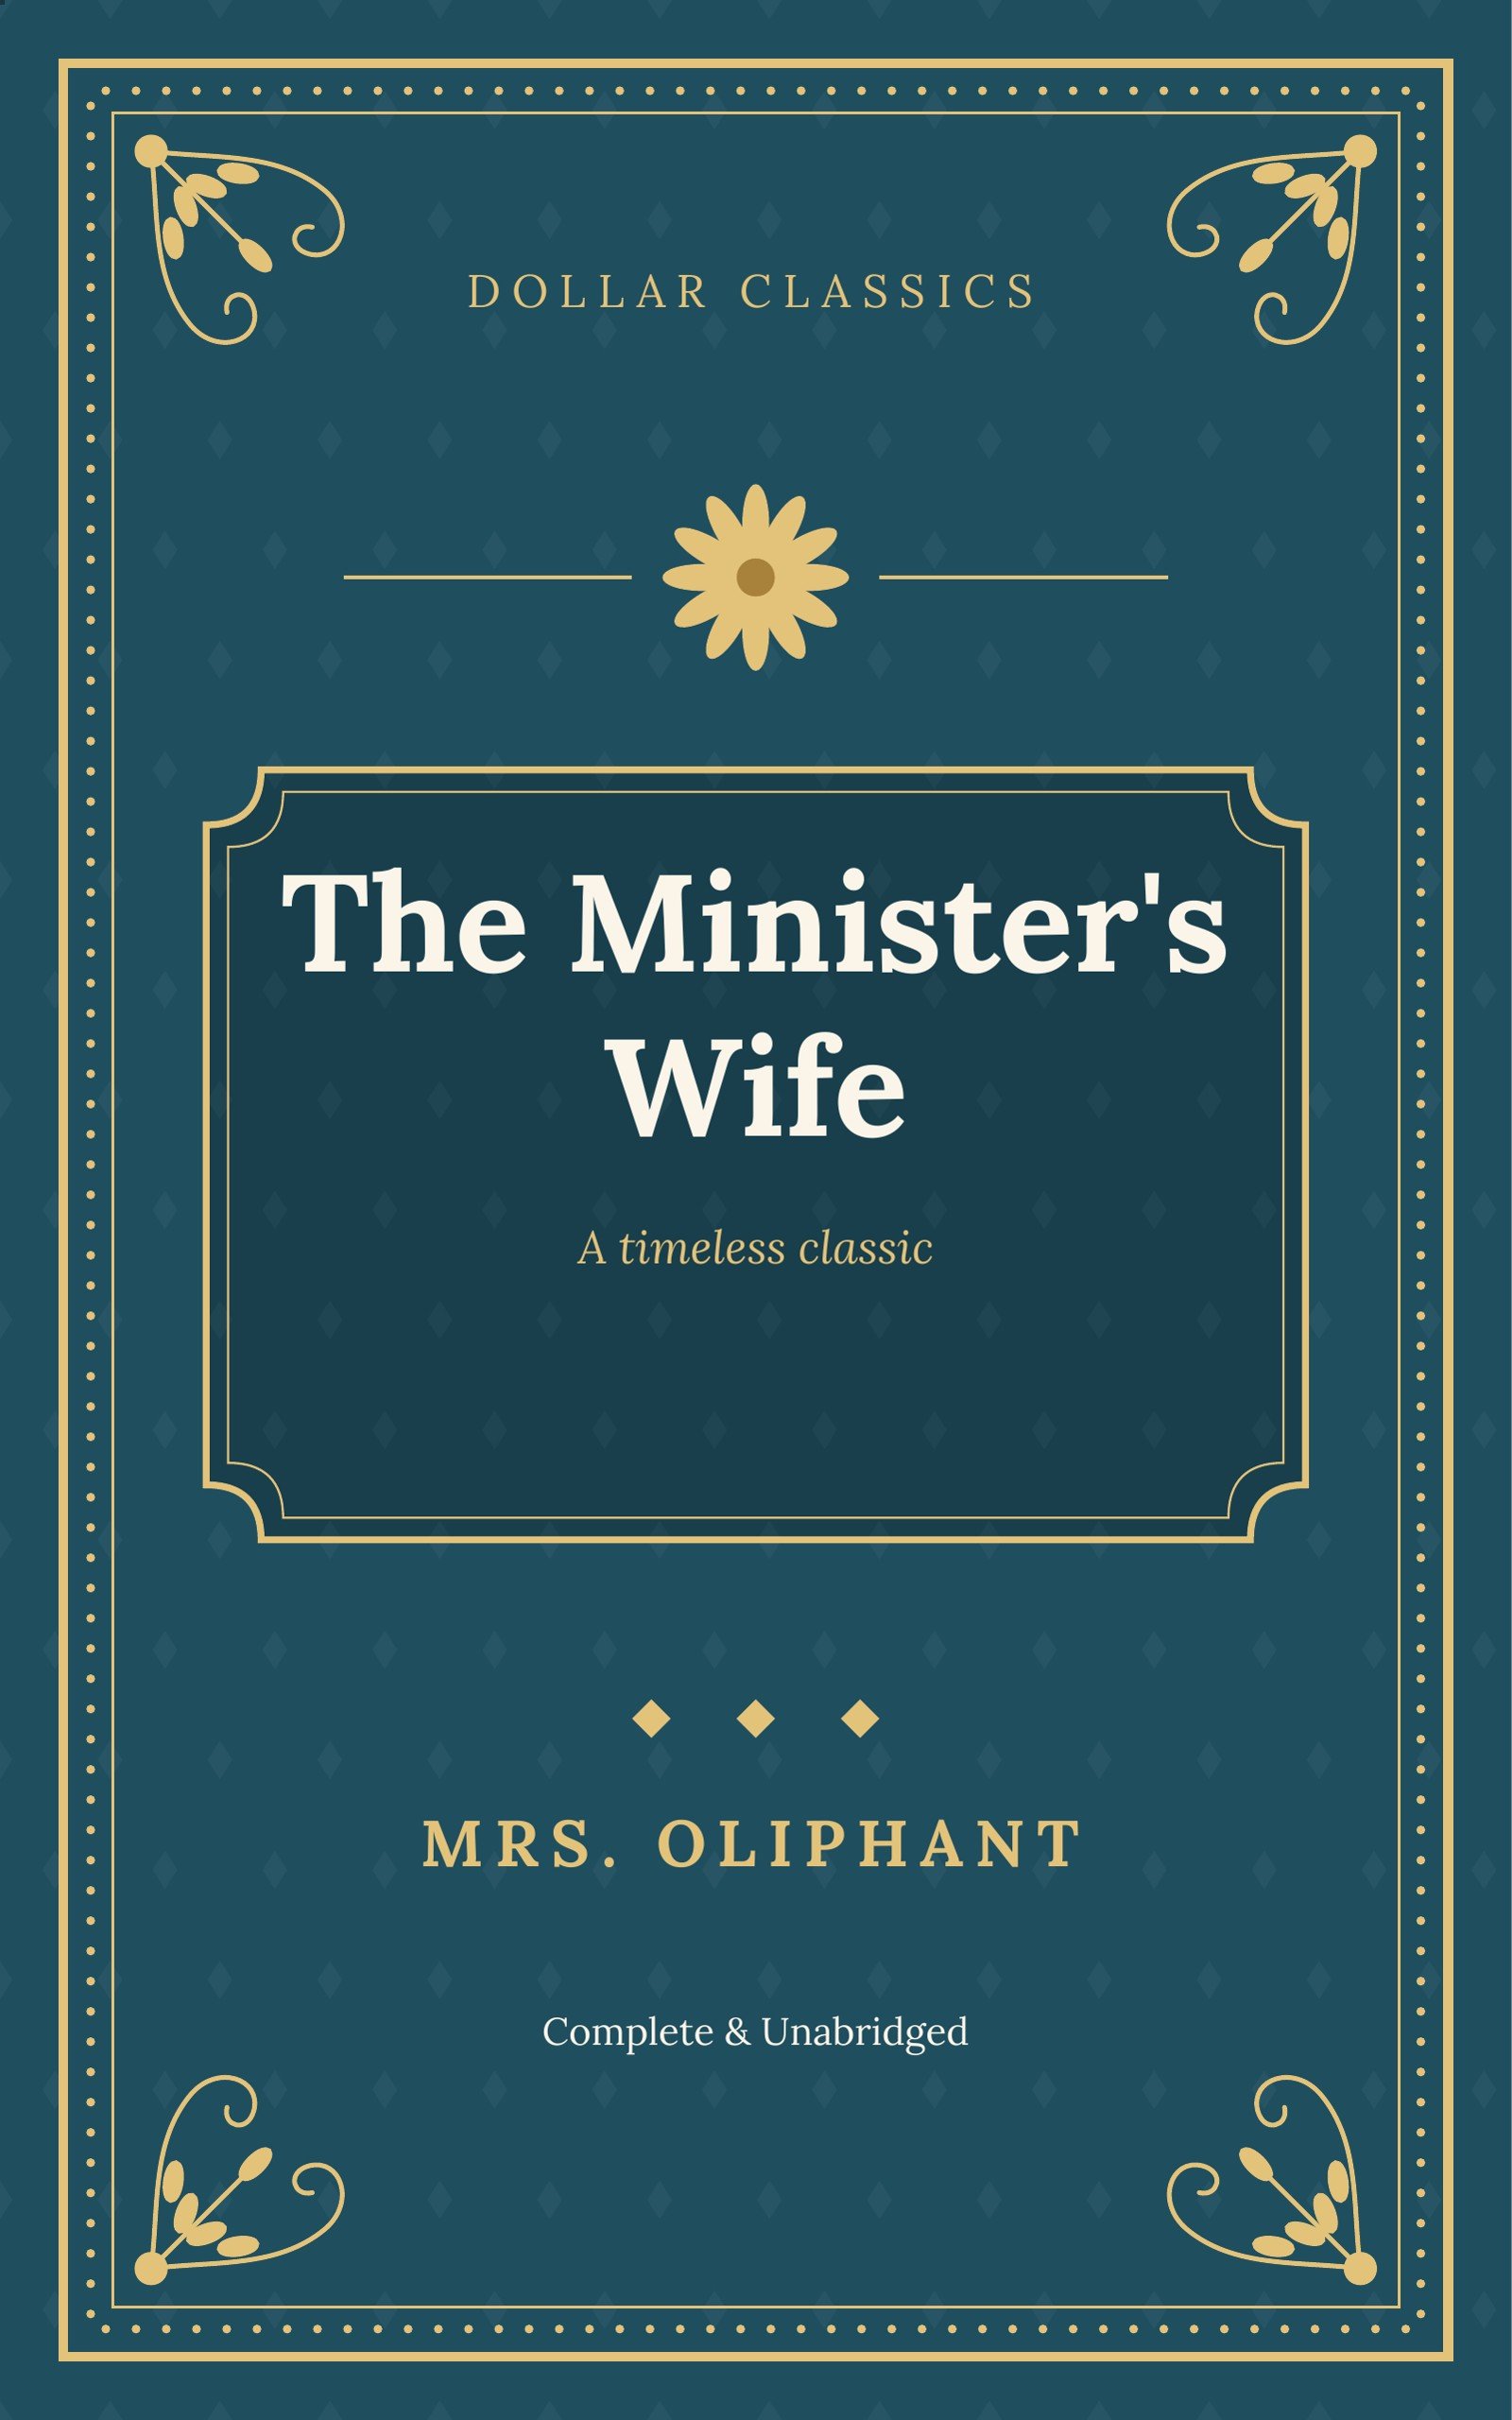 DOLLAR CLASSICS
The Minister's
Wife
A timeless classic
MRS. OLIPHANT
Complete & Unabridged